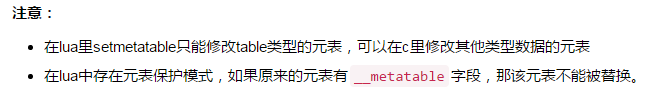 注意：
在lua里setmetatable只能修改table类型的元表，可以在c里修改其他类型数据的元表
在lua中存在元表保护模式，如果原来的元表有 __metatable 字段，那该元表不能被替换。